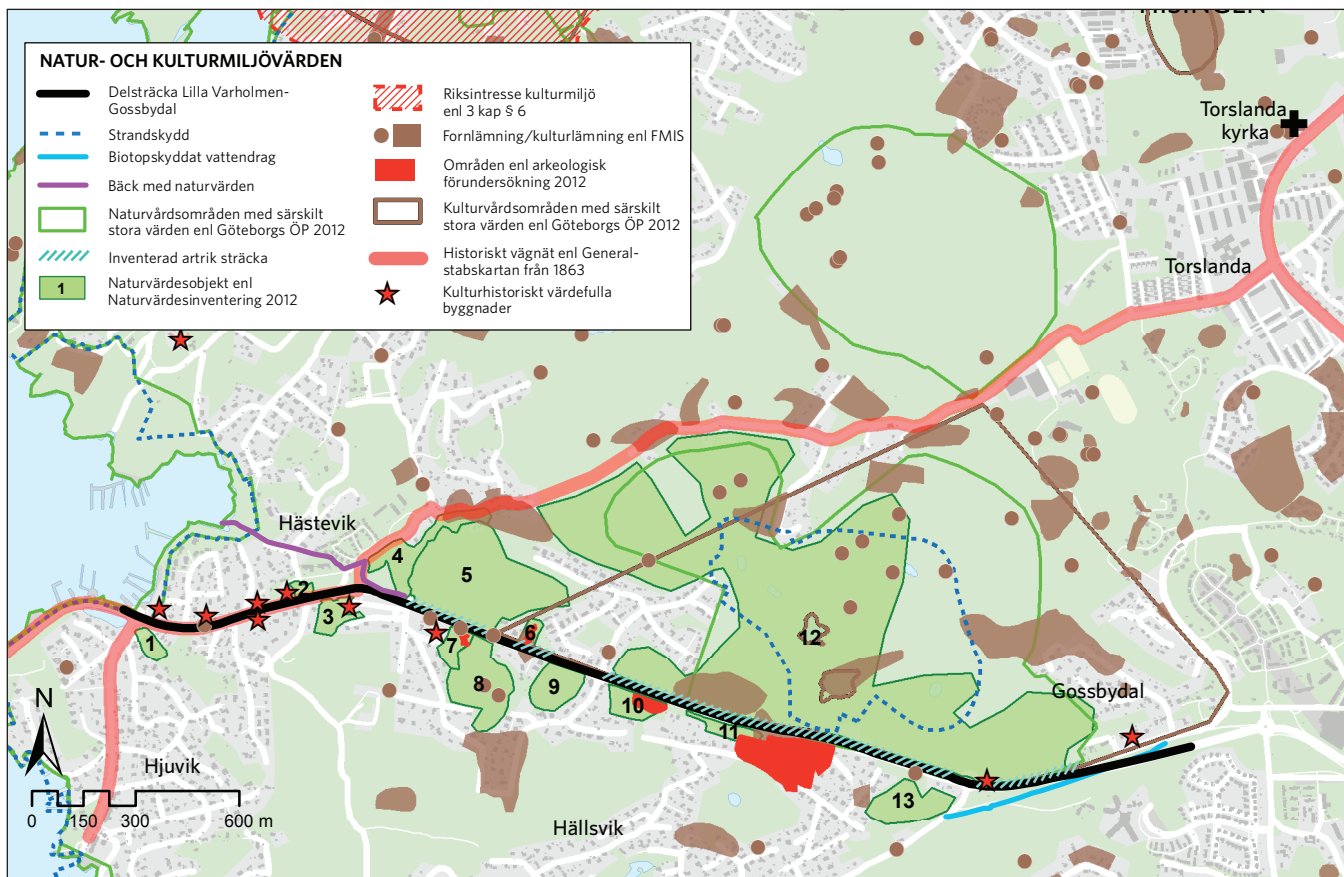 HISINGEN
NATUR- OCH KULTURMILJÖVÄRDEN
Delsträcka Lilla Varholmen-
Gossbydal
Strandskydd
Biotopskyddat vattendrag
Bäck med naturvärden
Naturvårdsområden med särskilt
stora värden enl Göteborgs ÖP 2012
Inventerad artrik sträcka
1
Naturvärdesobjekt enl
Naturvärdesinventering 2012
Riksintresse kulturmiljö
enl 3 kap § 6
Fornlämning/kulturlämning enl FMIS
Områden enl arkeologisk
förundersökning 2012
Kulturvårdsområden med särskilt
stora värden enl Göteborgs ÖP 2012
Historiskt vägnät enl General-
stabskartan från 1863
Kulturhistoriskt värdefulla
byggnader
Torslanda
kyrka
Torslanda
Hästevik
4
5
2
3
1
6
7
8
9
10
11
12
13
Gossbydal
N
Hjuvik
Hällsvik
0 150 300 600 m